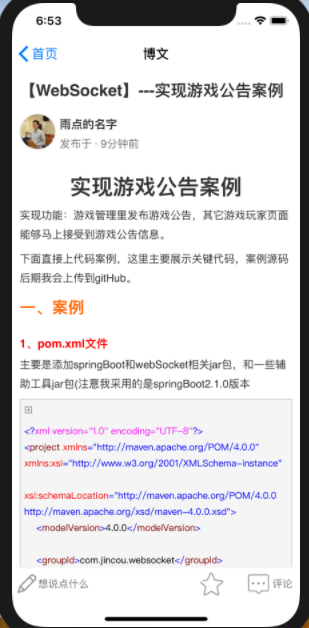 6:53
首页
博文
【WebSocket】---实现游戏公告案例
雨点的名字
发布于 · 9分钟前
实现游戏公告案例
实现功能：游戏管理里发布游戏公告，其它游戏玩家页面
能够马上接受到游戏公告信息。
下面直接上代码案例，这里主要展示关键代码，案例源码
后期我会上传到gitHub。
一、案例
1、pom.xml文件
主要是添加springBoot和webSocket相关jar包，和一些辅
助工具jar包(注意我采用的是springBoot2.1.0版本
<?xml version="1.0" encoding="UTF-8"?>
<project xmlns="http://maven.apache.org/POM/4.0.0"
xmlns:xsi="http://www.w3.org/2001/XMLSchema-instance"
xsi:schemaLocation="http://maven.apache.org/POM/4.0.0
http://maven.apache.org/xsd/maven-4.0.0.xsd">
<modelVersion>4.0.0</modelVersion>
<groupId>com.jincou.websocket</groupId>
想说点什么
评论